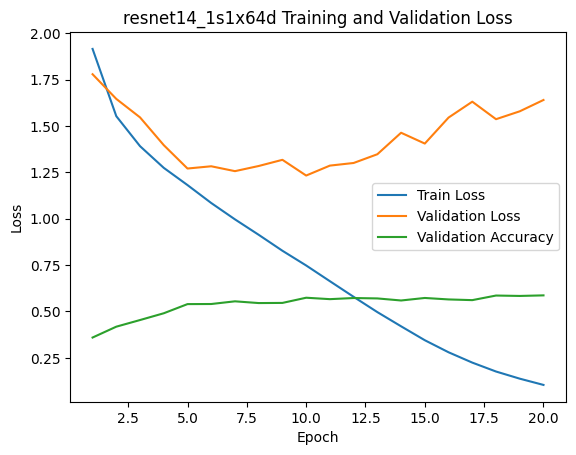 resnet14_1s1x64d Training and Validation Loss
2.00
1.75
1.50
1.25
1.00
0.75
0.50
0.25
Loss
Train Loss
Validation Loss
Validation Accuracy
2.5 5.0 7.5 10.0 12.5 15.0 17.5 20.0
Epoch